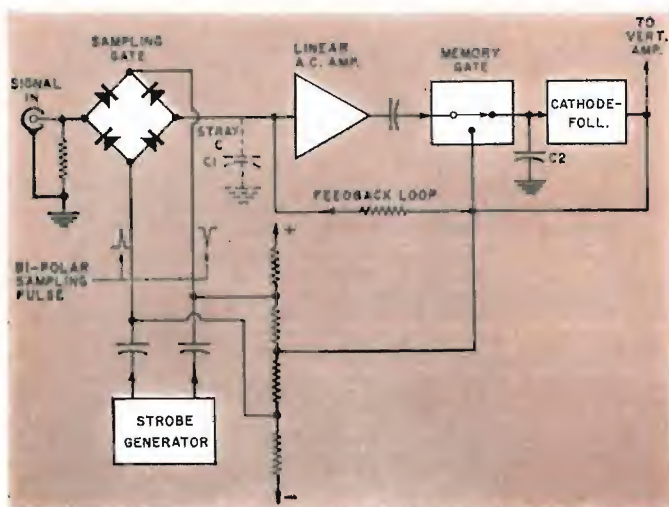 SAMPLING
GATE
SIGNAL
IN
LINEAR
A.C. AMP.
MEMORY
GATE
TO
VERT.
AMP.
CATHODE-
FOLL.
STRAY
C
C1
C2
FEEDBACK LOOP
+
BI-POLAR
SAMPLING
PULSE
STROBE
GENERATOR
-